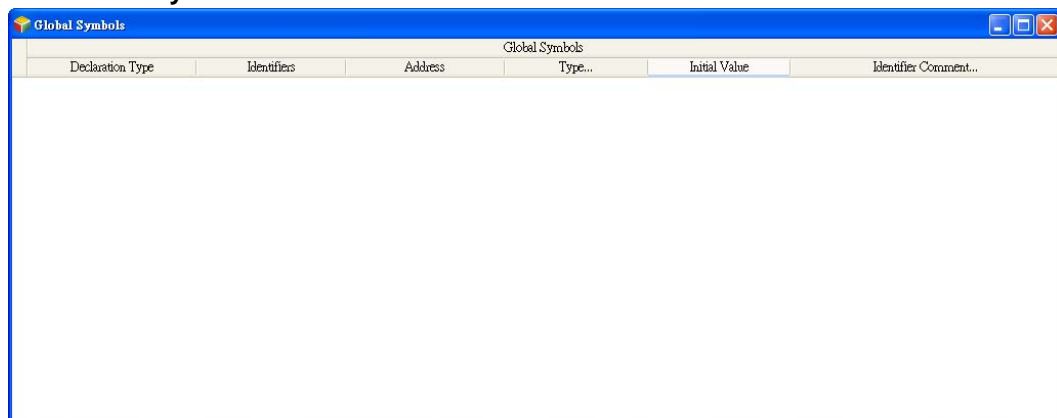 Global Symbols
Global Symbols
Declaration Type Identifiers Address Type... Initial Value Identifier Comment...